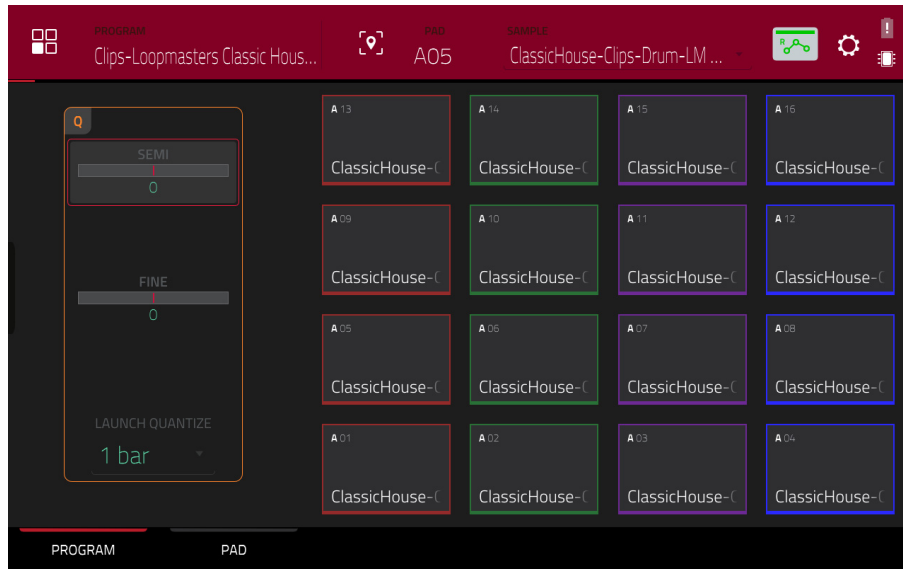 PROGRAM
Clips-Loopmasters Classic Hous...
PAD
A05
SAMPLE
ClassicHouse-Clips-Drum-LM ...
R
!
Q
SEMI
0
FINE
0
LAUNCH QUANTIZE
1 bar
A 13
A 14
A 15
A 16
ClassicHouse-(
ClassicHouse-(
ClassicHouse-(
ClassicHouse-(
A 09
A 10
A 11
A 12
ClassicHouse-(
ClassicHouse-(
ClassicHouse-(
ClassicHouse-(
A 05
A 06
A 07
A 08
ClassicHouse-(
ClassicHouse-(
ClassicHouse-(
ClassicHouse-(
A 01
A 02
A 03
A 04
ClassicHouse-(
ClassicHouse-(
ClassicHouse-(
ClassicHouse-(
PROGRAM
PAD